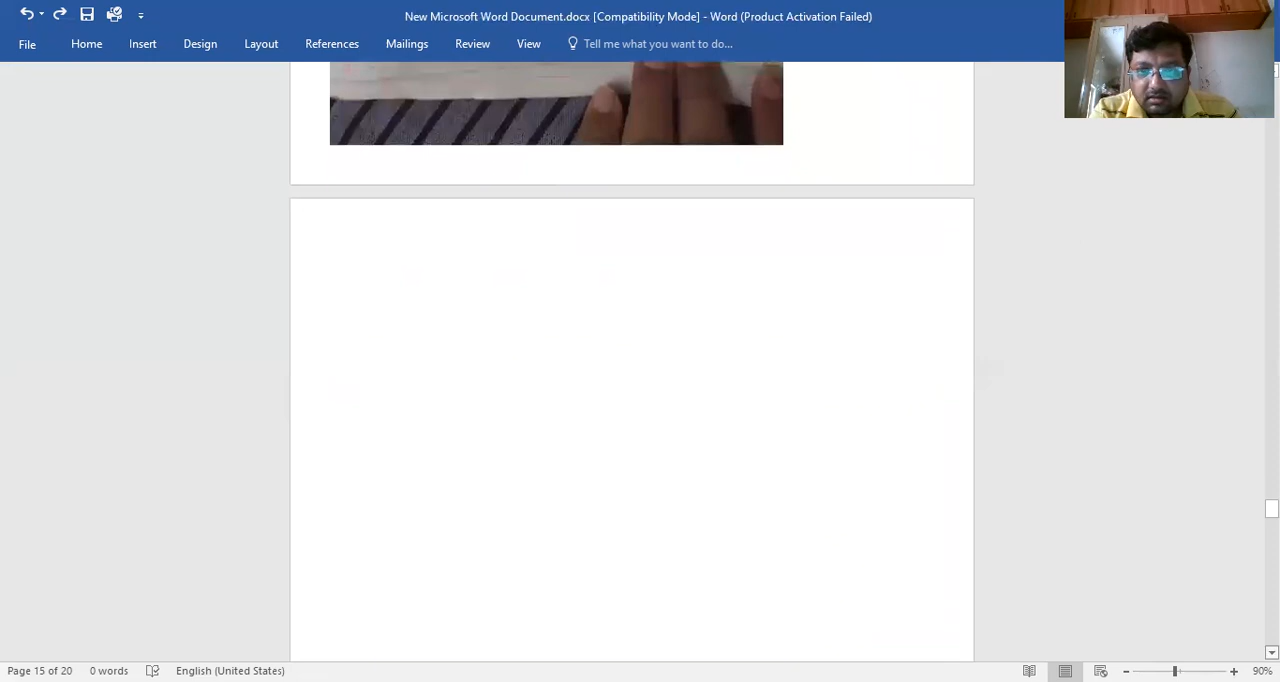 New Microsoft Word Document.docx [Compatibility Mode] - Word (Product Activation Failed)
File Home Insert Design Layout References Mailings Review View Tell me what you want to do...
Page 15 of 20 0 words English (United States) 90%